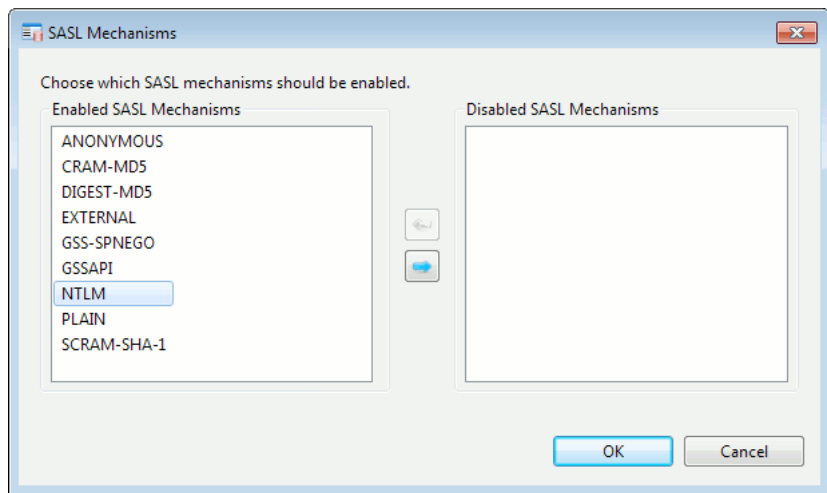 SASL Mechanisms
Choose which SASL mechanisms should be enabled.
Enabled SASL Mechanisms
ANONYMOUS
CRAM-MD5
DIGEST-MD5
EXTERNAL
GSS-SPNEGO
GSSAPI
NTLM
PLAIN
SCRAM-SHA-1
Disabled SASL Mechanisms
OK
Cancel